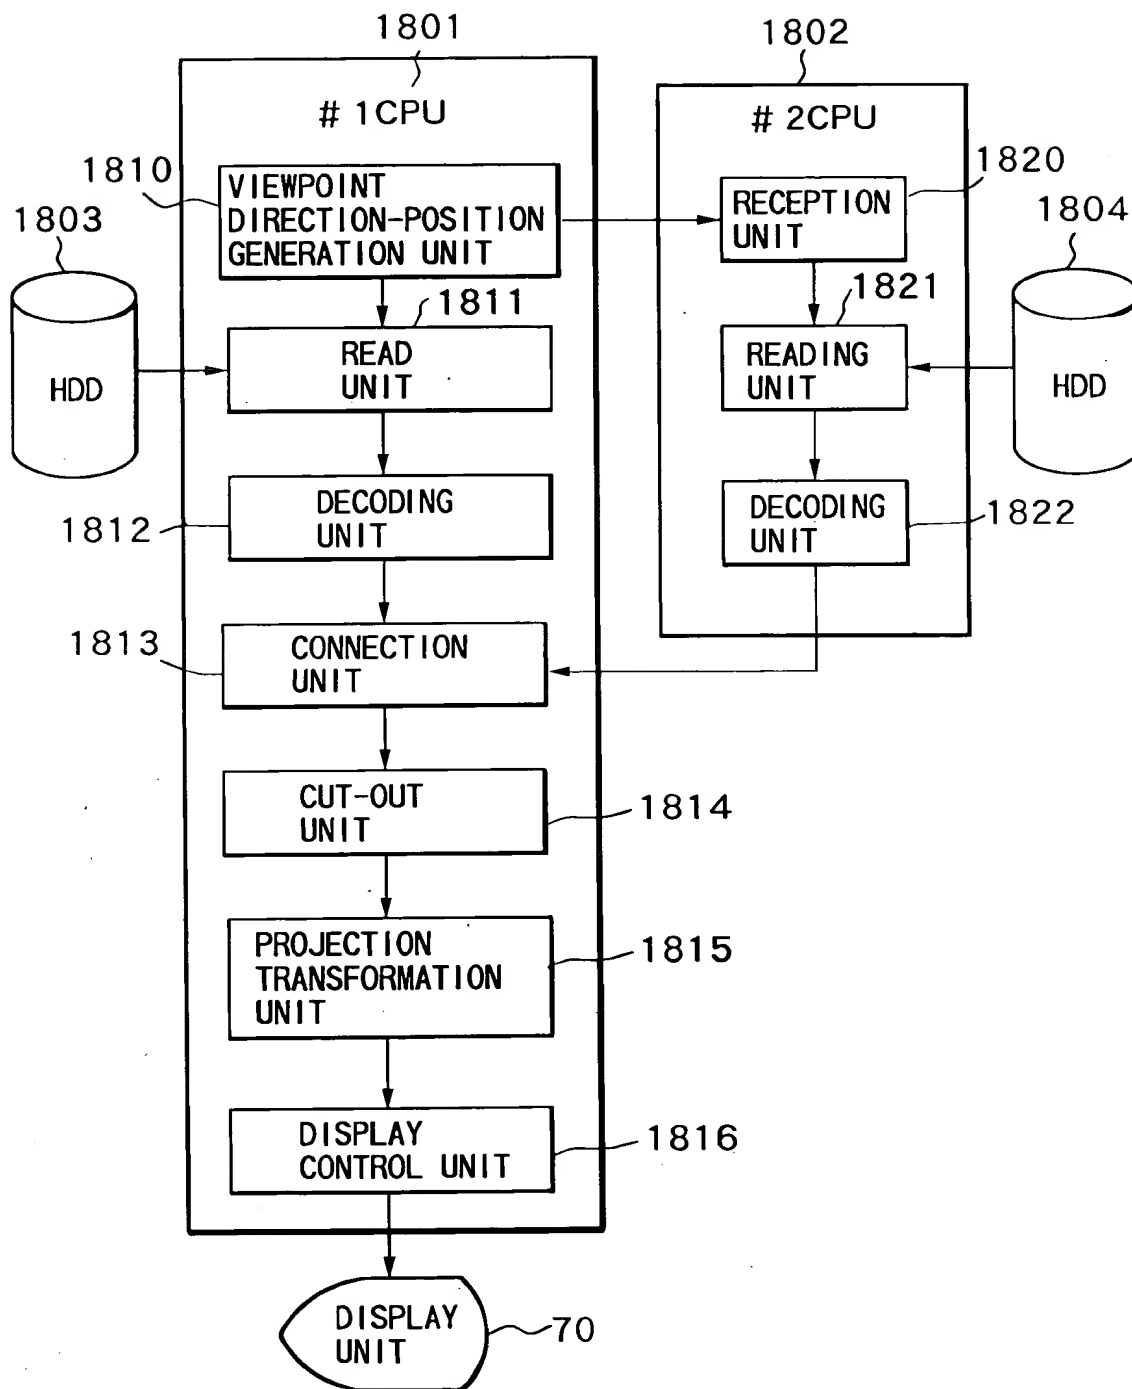 1801
1802
# 1CPU
# 2CPU
1810
1820
1803
1804
VIEWPOINT
DIRECTION-POSITION
GENERATION UNIT
RECEPTION
UNIT
1811
1821
READ
UNIT
READING
UNIT
HDD
HDD
DECODING
UNIT
1812
DECODING
UNIT
1822
1813
CONNECTION
UNIT
CUT-OUT
UNIT
1814
PROJECTION
TRANSFORMATION
UNIT
1815
DISPLAY
CONTROL UNIT
1816
DISPLAY
UNIT
70